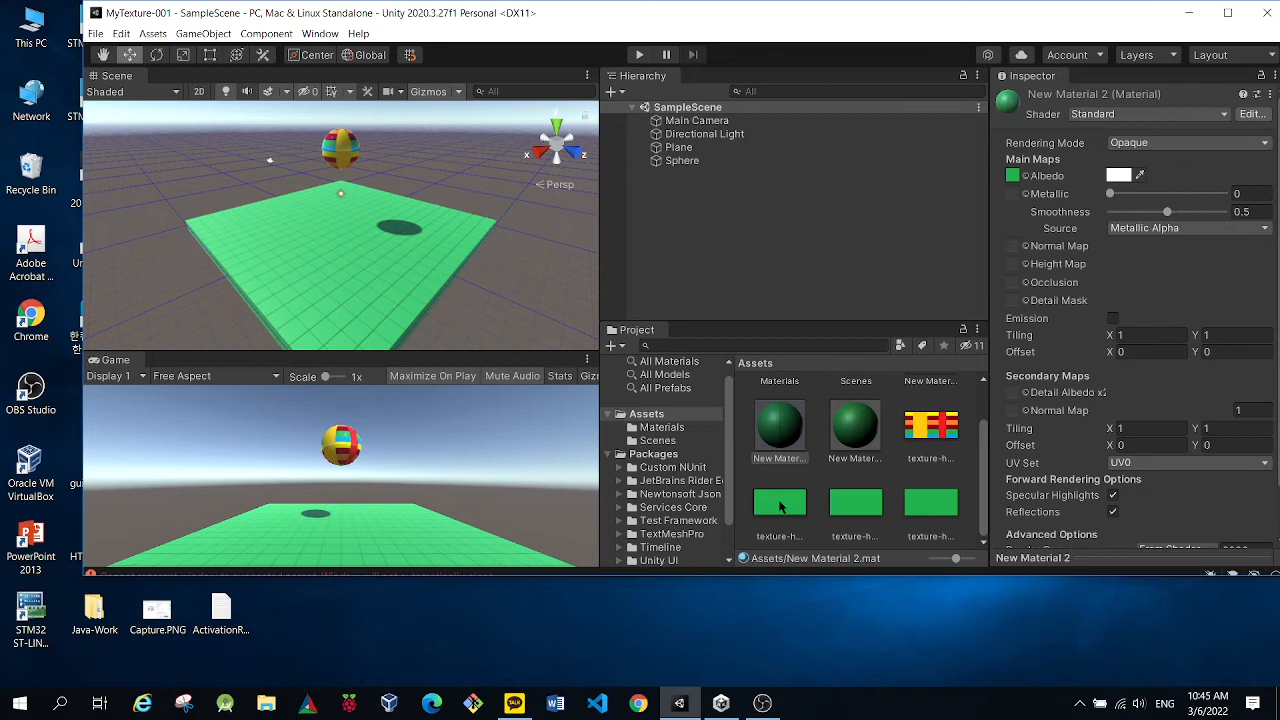 MyTexture-001 - SampleScene - PC, Mac & Linux Standalone - Unity 2020.3.27f1 Personal <DX11>
File Edit Assets GameObject Component Window Help
Center Global Account Layers Layout
Scene
Shaded 2D 0 Gizmos All
x y z
Persp
Game
Display 1 Free Aspect Scale 1x Maximize On Play Mute Audio Stats Giz
Hierarchy
All
SampleScene
Main Camera
Directional Light
Plane
Sphere
Project
11
All Materials
All Models
All Prefabs
Assets
Materials
Scenes
Packages
Custom NUnit
JetBrains Rider E
Newtonsoft Json
Services Core
Test Framework
TextMeshPro
Timeline
Unity UI
Assets
Materials Scenes New Mater...
New Mater... New Mater... texture-h...
texture-h... texture-h... texture-h...
Assets/New Material 2.mat
Inspector
New Material 2 (Material)
Shader Standard Edit...
Rendering Mode Opaque
Main Maps
Albedo
Metallic 0
Smoothness 0.5
Source Metallic Alpha
Normal Map
Height Map
Occlusion
Detail Mask
Emission
Tiling X 1 Y 1
Offset X 0 Y 0
Secondary Maps
Detail Albedo x2
Normal Map 1
Tiling X 1 Y 1
Offset X 0 Y 0
UV Set UV0
Forward Rendering Options
Specular Highlights
Reflections
Advanced Options
New Material 2
This PC
Network
Recycle Bin
Adobe
Acrobat ...
Chrome
OBS Studio
Oracle VM
VirtualBox
PowerPoint
2013
STM32
ST-LIN...
Java-Work
Capture.PNG
ActivationR...
TALK
ENG
10:45 AM
3/6/2022